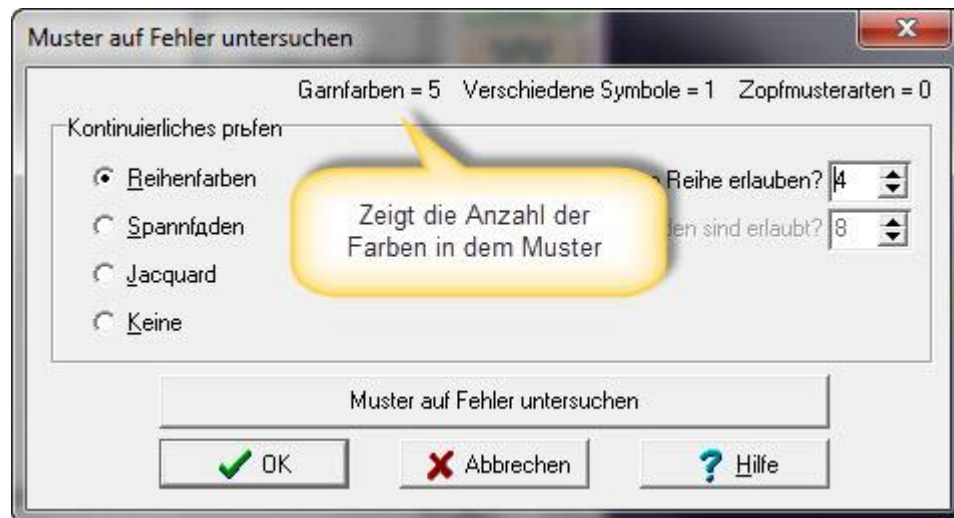 Muster auf Fehler untersuchen
Garnfarben = 5 Verschiedene Symbole = 1 Zopfmusterarten = 0
Kontinuierliches prьfen
Reihenfarben
Reihe erlauben? 4
Spannfдden
sind erlaubt? 8
Jacquard
Keine
Zeigt die Anzahl der
Farben in dem Muster
Muster auf Fehler untersuchen
OK
Abbrechen
? Hilfe